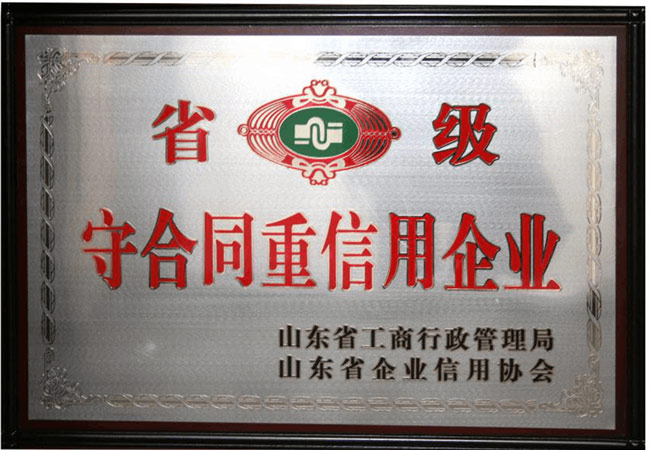 省 级
守合同重信用企业
山东省工商行政管理局
山东省企业信用协会